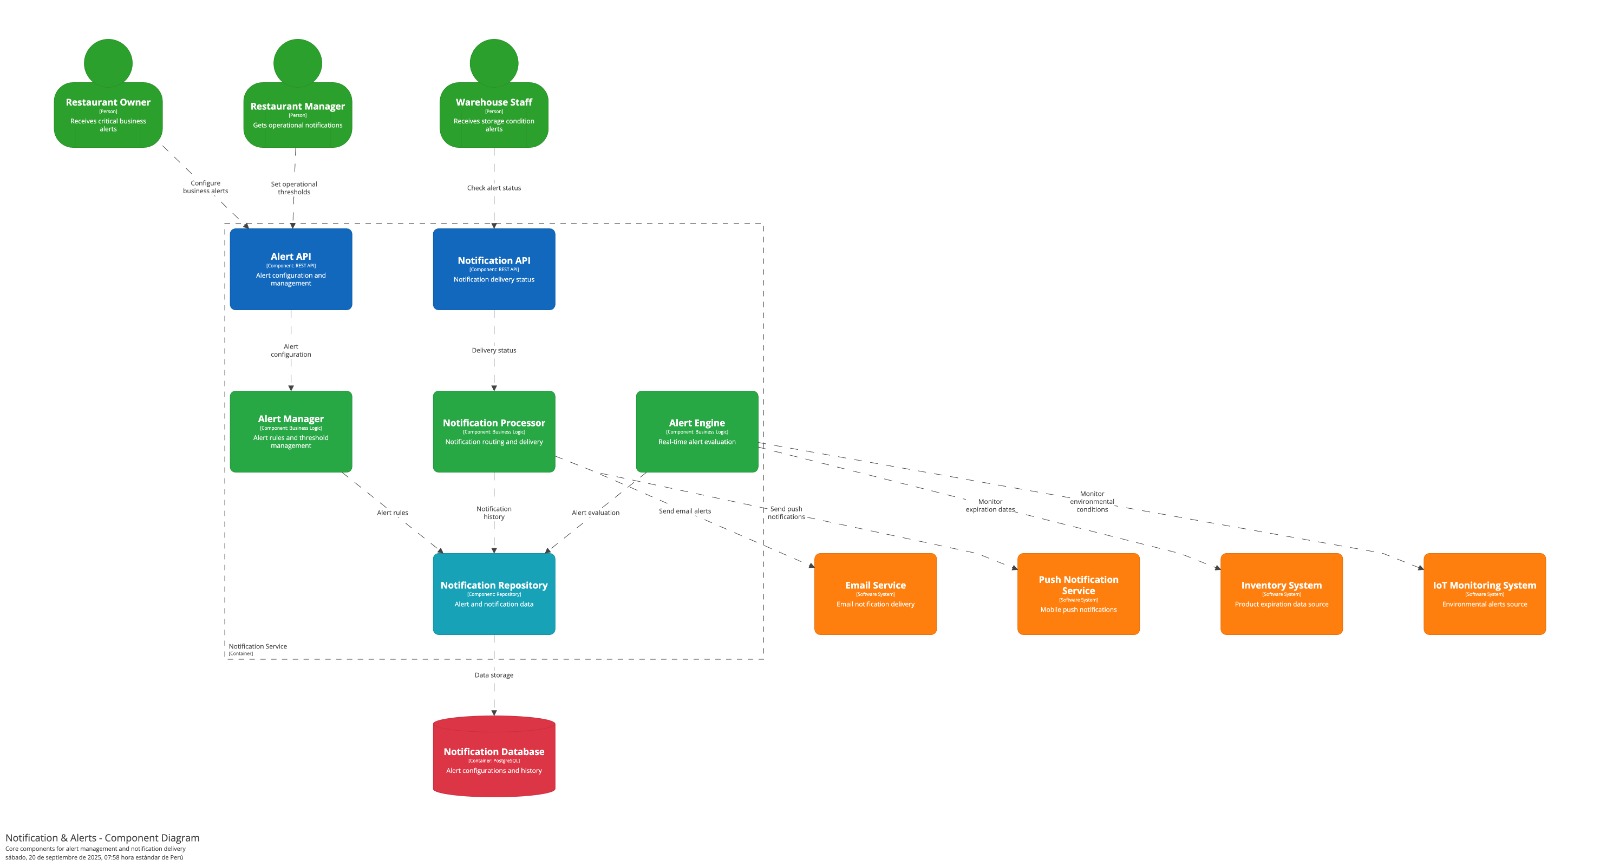 Restaurant Owner
[Person]
Receives critical business
alerts
Restaurant Manager
[Person]
Gets operational notifications
Warehouse Staff
[Person]
Receives storage condition
alerts
Configure
business alerts
Set operational
thresholds
Check alert status
Alert API
[Component: REST API]
Alert configuration and
management
Notification API
[Component: REST API]
Notification delivery status
Alert
configuration
Delivery status
Alert Manager
[Component: Business Logic]
Alert rules and threshold
management
Notification Processor
[Component: Business Logic]
Notification routing and delivery
Alert Engine
[Component: Business Logic]
Real-time alert evaluation
Alert rules
Notification
history
Alert evaluation
Send email alerts
Send push
notifications
Monitor
expiration dates
Monitor
environmental
conditions
Notification Repository
[Component: Repository]
Alert and notification data
Email Service
[Software System]
Email notification delivery
Push Notification
Service
[Software System]
Mobile push notifications
Inventory System
[Software System]
Product expiration data source
IoT Monitoring System
[Software System]
Environmental alerts source
Notification Service
[Container]
Data storage
Notification Database
[Container: PostgreSQL]
Alert configurations and history
Notification & Alerts - Component Diagram
Core components for alert management and notification delivery
sábado, 20 de septiembre de 2025, 07:58 hora estándar de Perú